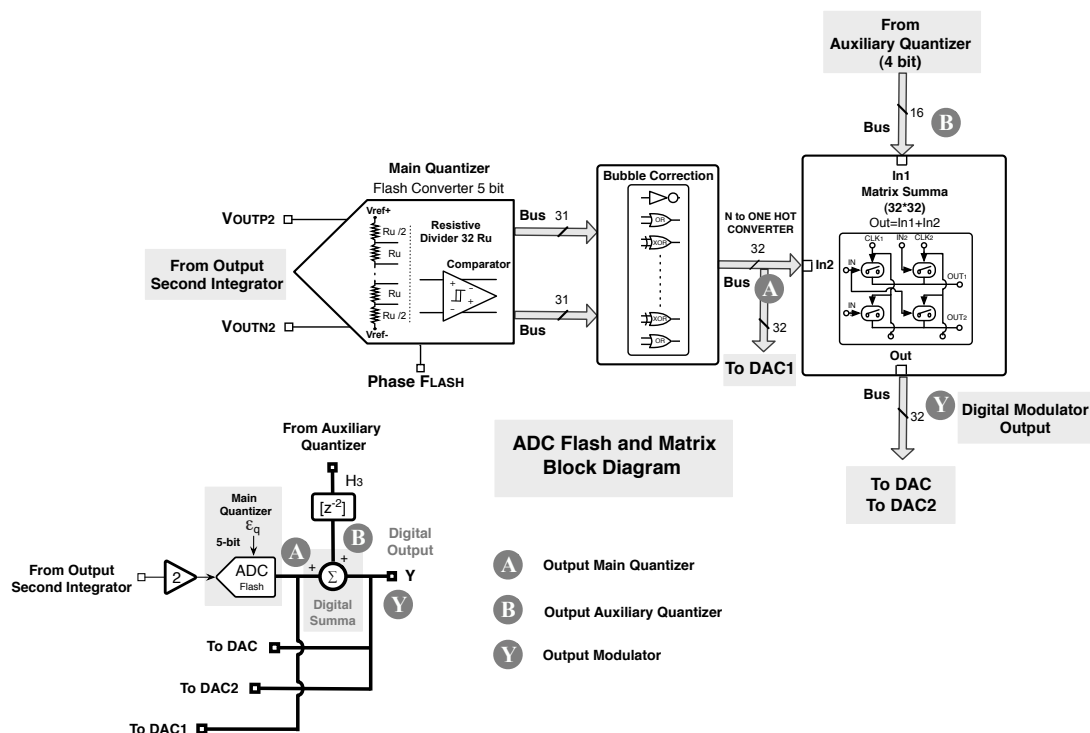 From
Auxiliary Quantizer
(4 bit)
16
Bus
B
Main Quantizer
Flash Converter 5 bit
VOUTP2
Vref+
Ru /2
Ru
Resistive
Divider 32 Ru
Comparator
+
−
−
+
Ru
Ru /2
Vref-
From Output
Second Integrator
VOUTN2
Phase FLASH
Bus
31
31
Bus
Bubble Correction
OR
XOR
XOR
OR
N to ONE HOT
CONVERTER
32
Bus
A
32
To DAC1
In1
Matrix Summa
(32*32)
Out=In1+In2
CLK1
IN2
CLK2
IN
OUT1
IN
OUT2
In2
Out
Bus
32
Y
Digital Modulator
Output
To DAC
To DAC2
ADC Flash and Matrix
Block Diagram
From Auxiliary
Quantizer
H3
[z-2]
Main
Quantizer
εq
5-bit
A
B
Digital
Output
From Output
Second Integrator
2
ADC
Flash
+
+
Σ
Y
Digital
Summa
Y
To DAC
To DAC2
To DAC1
A
Output Main Quantizer
B
Output Auxiliary Quantizer
Y
Output Modulator